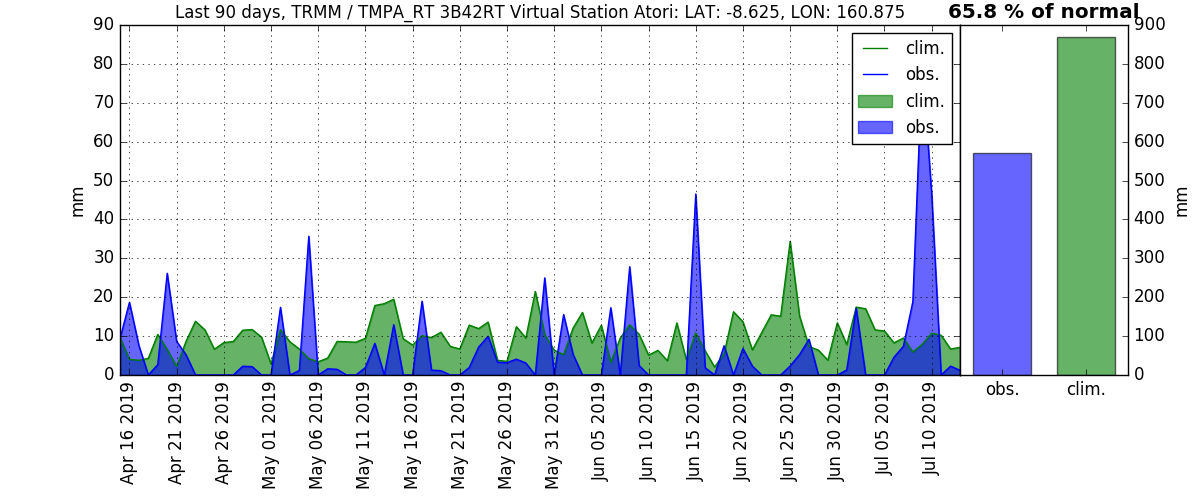 Last 90 days, TRMM / TMPA_RT 3B42RT Virtual Station Atori: LAT: -8.625, LON: 160.875
65.8 % of normal
90
80
70
60
50
40
30
20
10
0
mm
clim.
obs.
clim.
obs.
900
800
700
600
500
400
300
200
100
0
mm
obs.
clim.
Apr 16 2019
Apr 21 2019
Apr 26 2019
May 01 2019
May 06 2019
May 11 2019
May 16 2019
May 21 2019
May 26 2019
May 31 2019
Jun 05 2019
Jun 10 2019
Jun 15 2019
Jun 20 2019
Jun 25 2019
Jun 30 2019
Jul 05 2019
Jul 10 2019